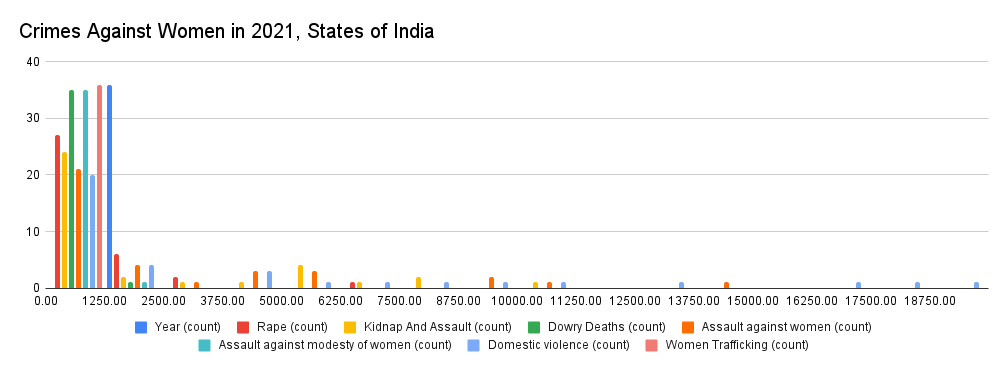 Crimes Against Women in 2021, States of India
40
30
20
10
0
0.00 1250.00 2500.00 3750.00 5000.00 6250.00 7500.00 8750.00 10000.00 11250.00 12500.00 13750.00 15000.00 16250.00 17500.00 18750.00
Year (count) Rape (count) Kidnap And Assault (count) Dowry Deaths (count) Assault against women (count)
Assault against modesty of women (count) Domestic violence (count) Women Trafficking (count)